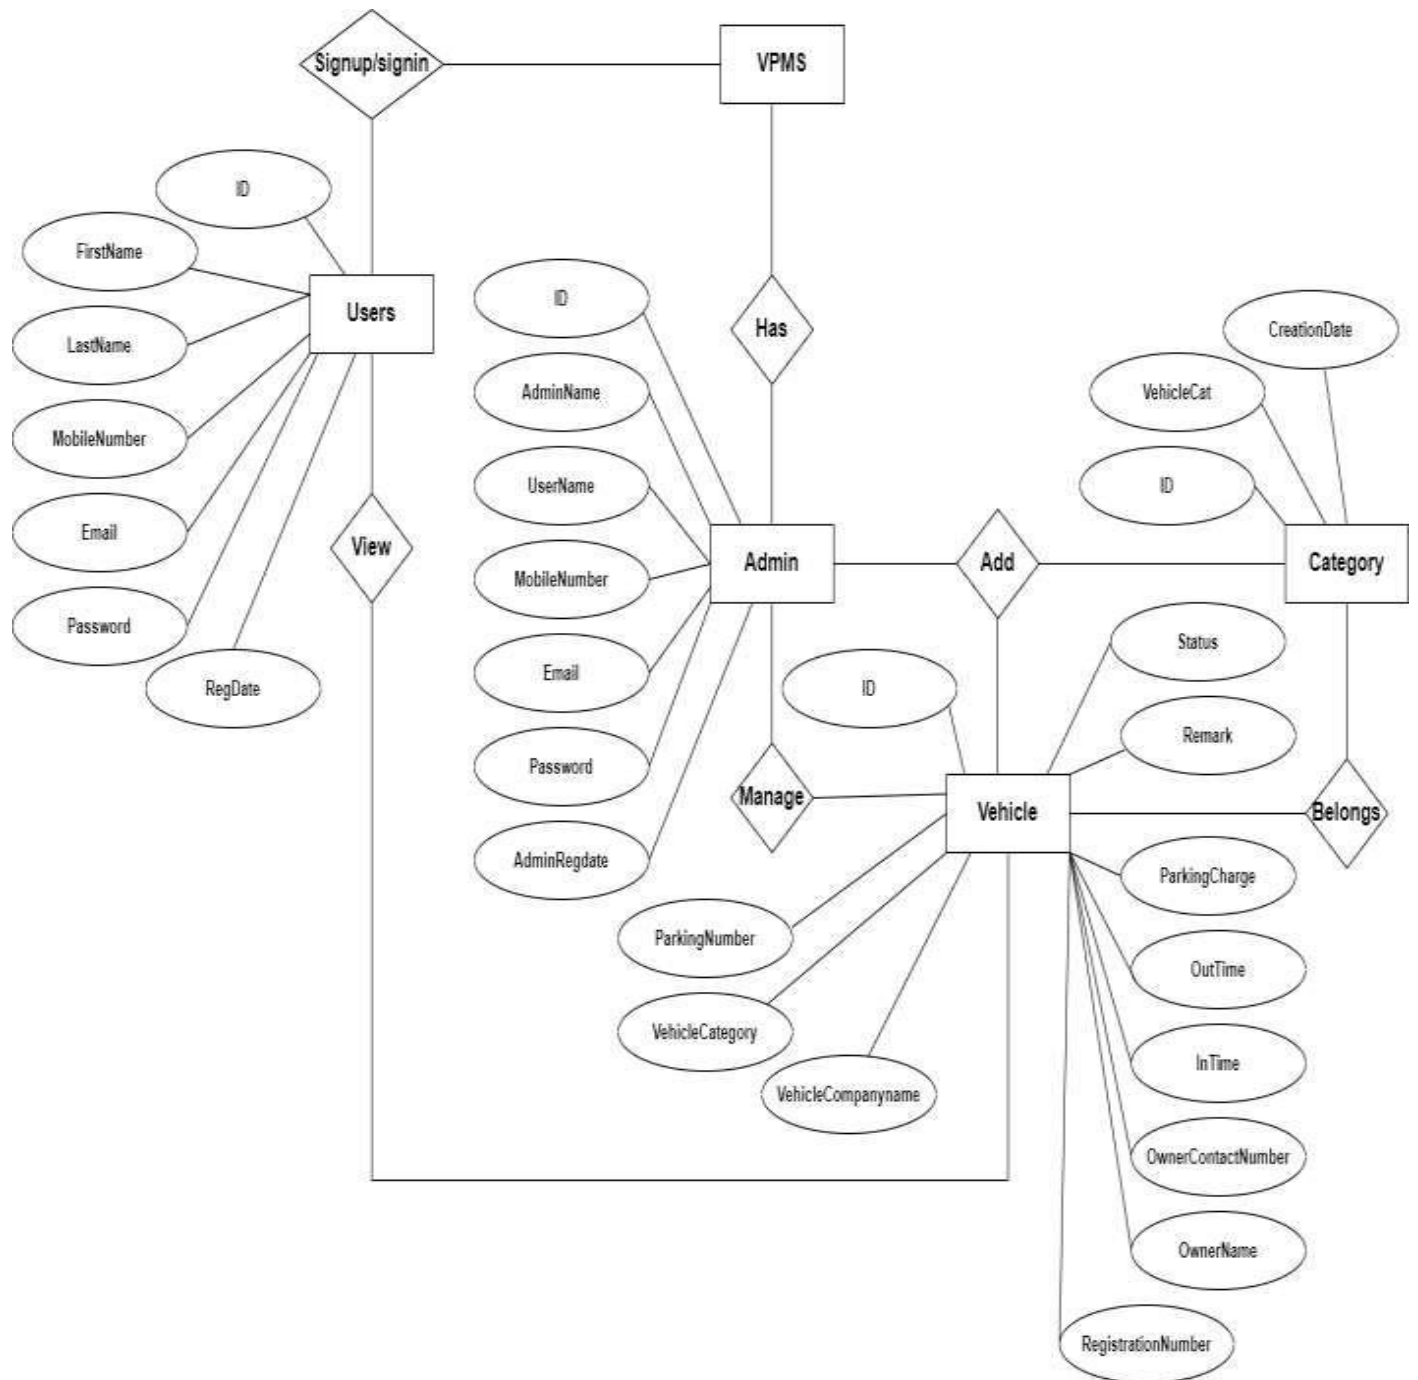 Signup/signin
VPMS
ID
FirstName
Users
LastName
MobileNumber
Email
Password
RegDate
View
ID
AdminName
UserName
MobileNumber
Email
Password
AdminRegdate
Has
Admin
Add
Manage
CreationDate
VehicleCat
ID
Category
Status
ID
Remark
Vehicle
Belongs
ParkingCharge
ParkingNumber
OutTime
VehicleCategory
InTime
VehicleCompanyname
OwnerContactNumber
OwnerName
RegistrationNumber